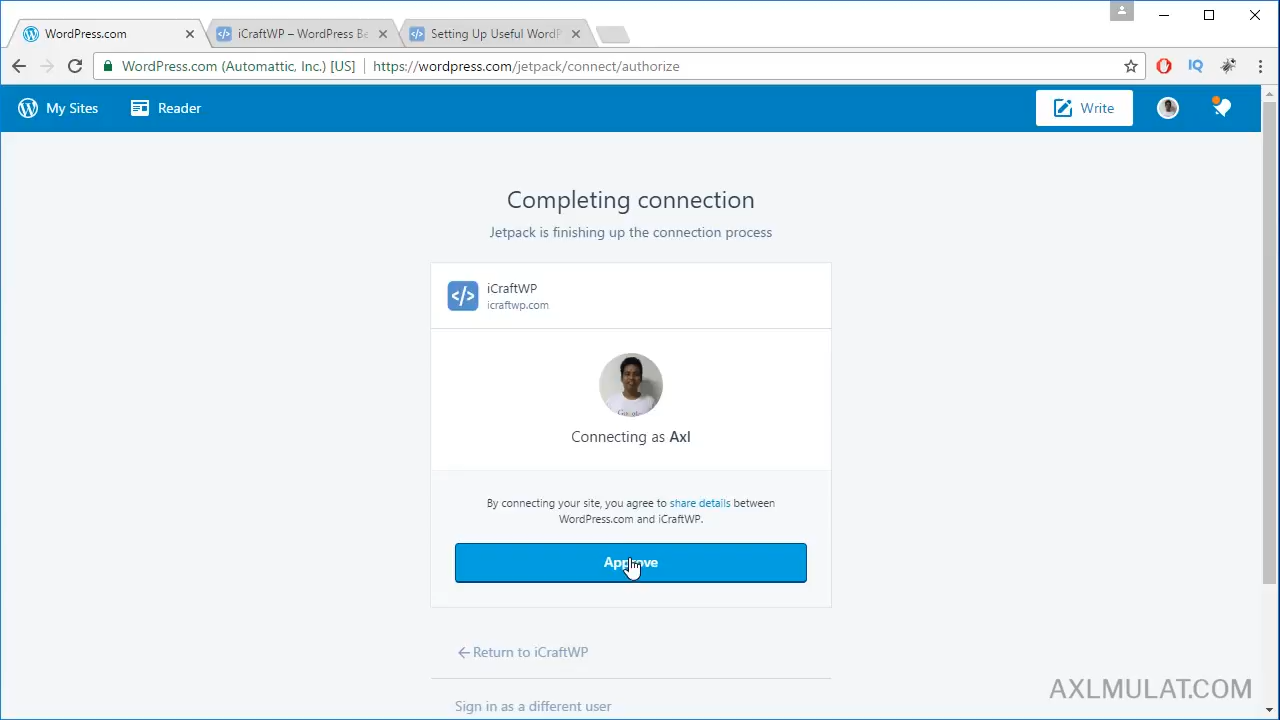 WordPress.com
iCraftWP – WordPress Be
Setting Up Useful WordP
WordPress.com (Automattic, Inc.) [US]
https://wordpress.com/jetpack/connect/authorize
IQ
My Sites
Reader
Write
Completing connection
Jetpack is finishing up the connection process
</>
iCraftWP
icraftwp.com
Connecting as Axl
By connecting your site, you agree to share details between
WordPress.com and iCraftWP.
Approve
← Return to iCraftWP
Sign in as a different user
AXLMULAT.COM